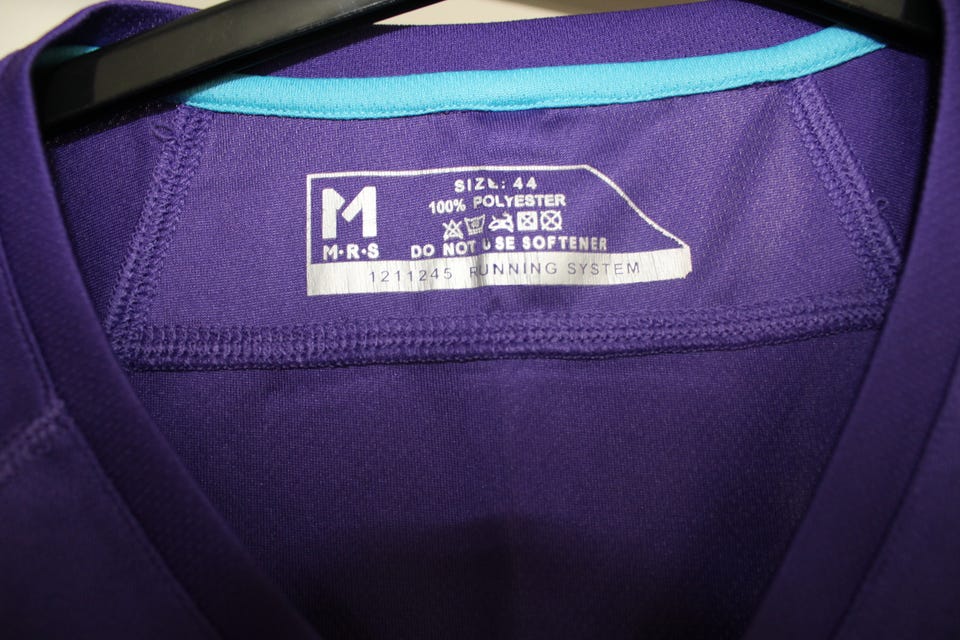 M
M·R·S
SIZE: 44
100% POLYESTER
DO NOT USE SOFTENER
1211245 RUNNING SYSTEM